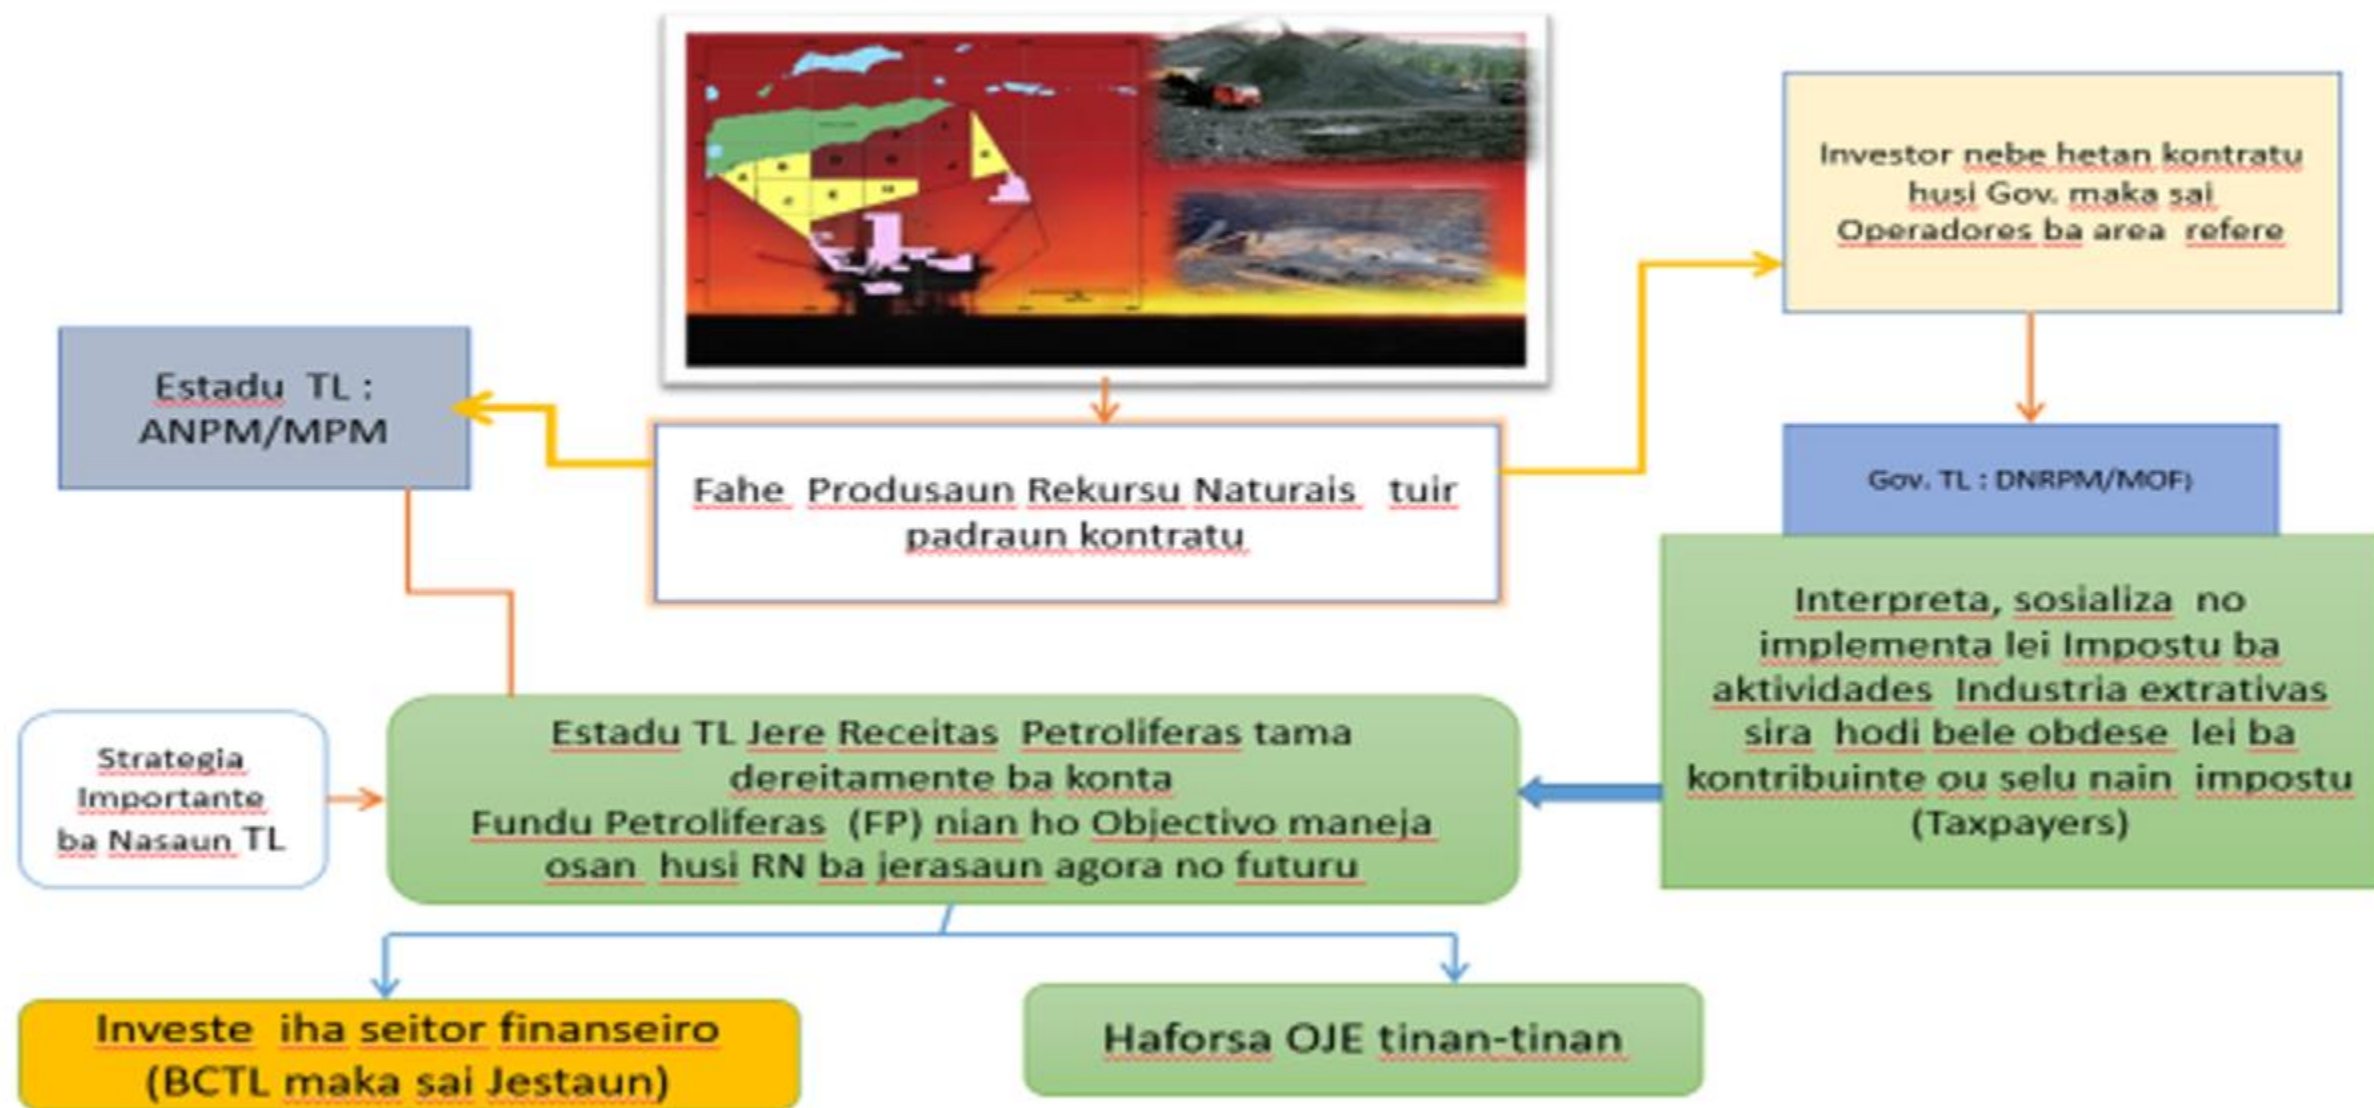 Investor nebe hetan kontratu
husi Gov. maka sai
Operadores ba area refere
Estadu TL :
ANPM/MPM
Fahe Produsaun Rekursu Naturais tuir
padraun kontratu
Gov. TL : DNRPM/MOF)
Interpreta, sosializa no
implementa lei Impostu ba
aktividades Industria extrativas
sira hodi bele obdese lei ba
kontribuinte ou selu nain impostu
(Taxpayers)
Strategia
Importante
ba Nasaun TL
Estadu TL Jere Receitas Petroliferas tama
dereitamente ba konta
Fundu Petroliferas (FP) nian ho Objectivo maneja
osan husi RN ba jerasaun agora no futuru
Investe iha seitor finanseiro
(BCTL maka sai Jestaun)
Haforsa OJE tinan-tinan